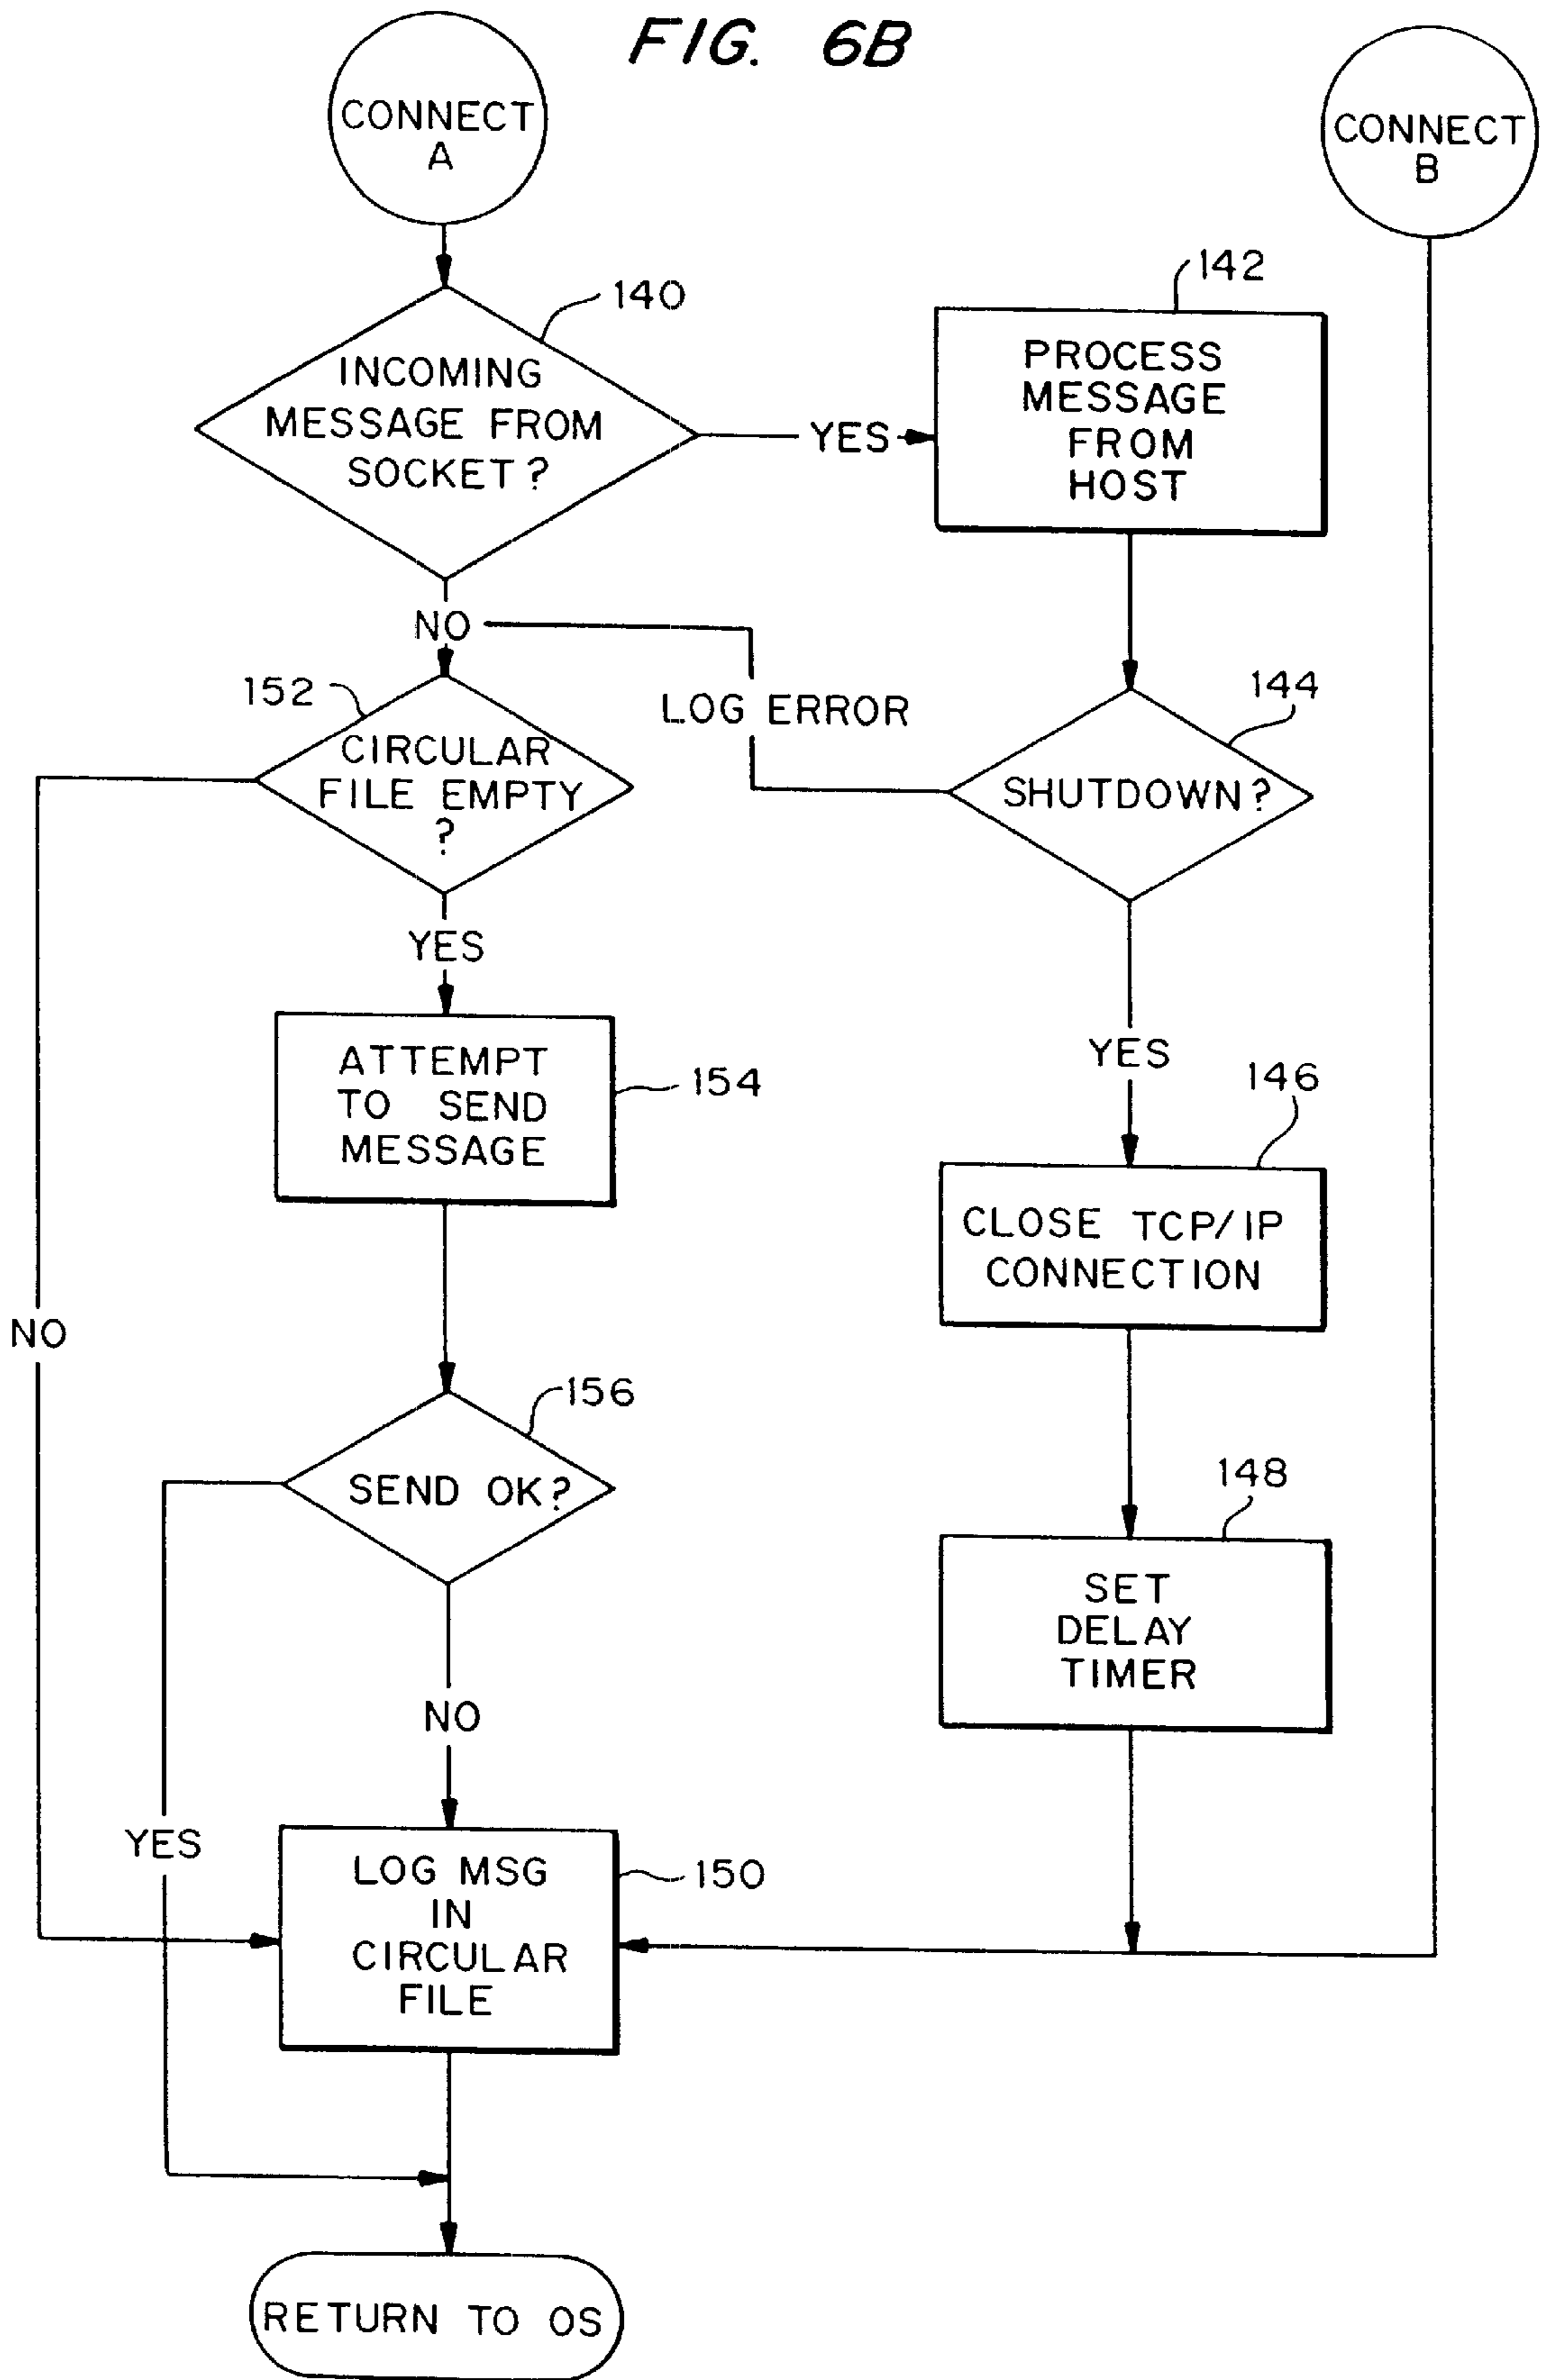 FIG. 6B
CONNECT
A
CONNECT
B
140
INCOMING
MESSAGE FROM
SOCKET?
YES
142
PROCESS
MESSAGE
FROM
HOST
NO
LOG ERROR
152
CIRCULAR
FILE EMPTY
?
144
SHUTDOWN?
YES
ATTEMPT
TO SEND
MESSAGE
154
YES
146
CLOSE TCP/IP
CONNECTION
NO
156
SEND OK?
148
SET
DELAY
TIMER
NO
YES
LOG MSG
IN
CIRCULAR
FILE
150
RETURN TO OS